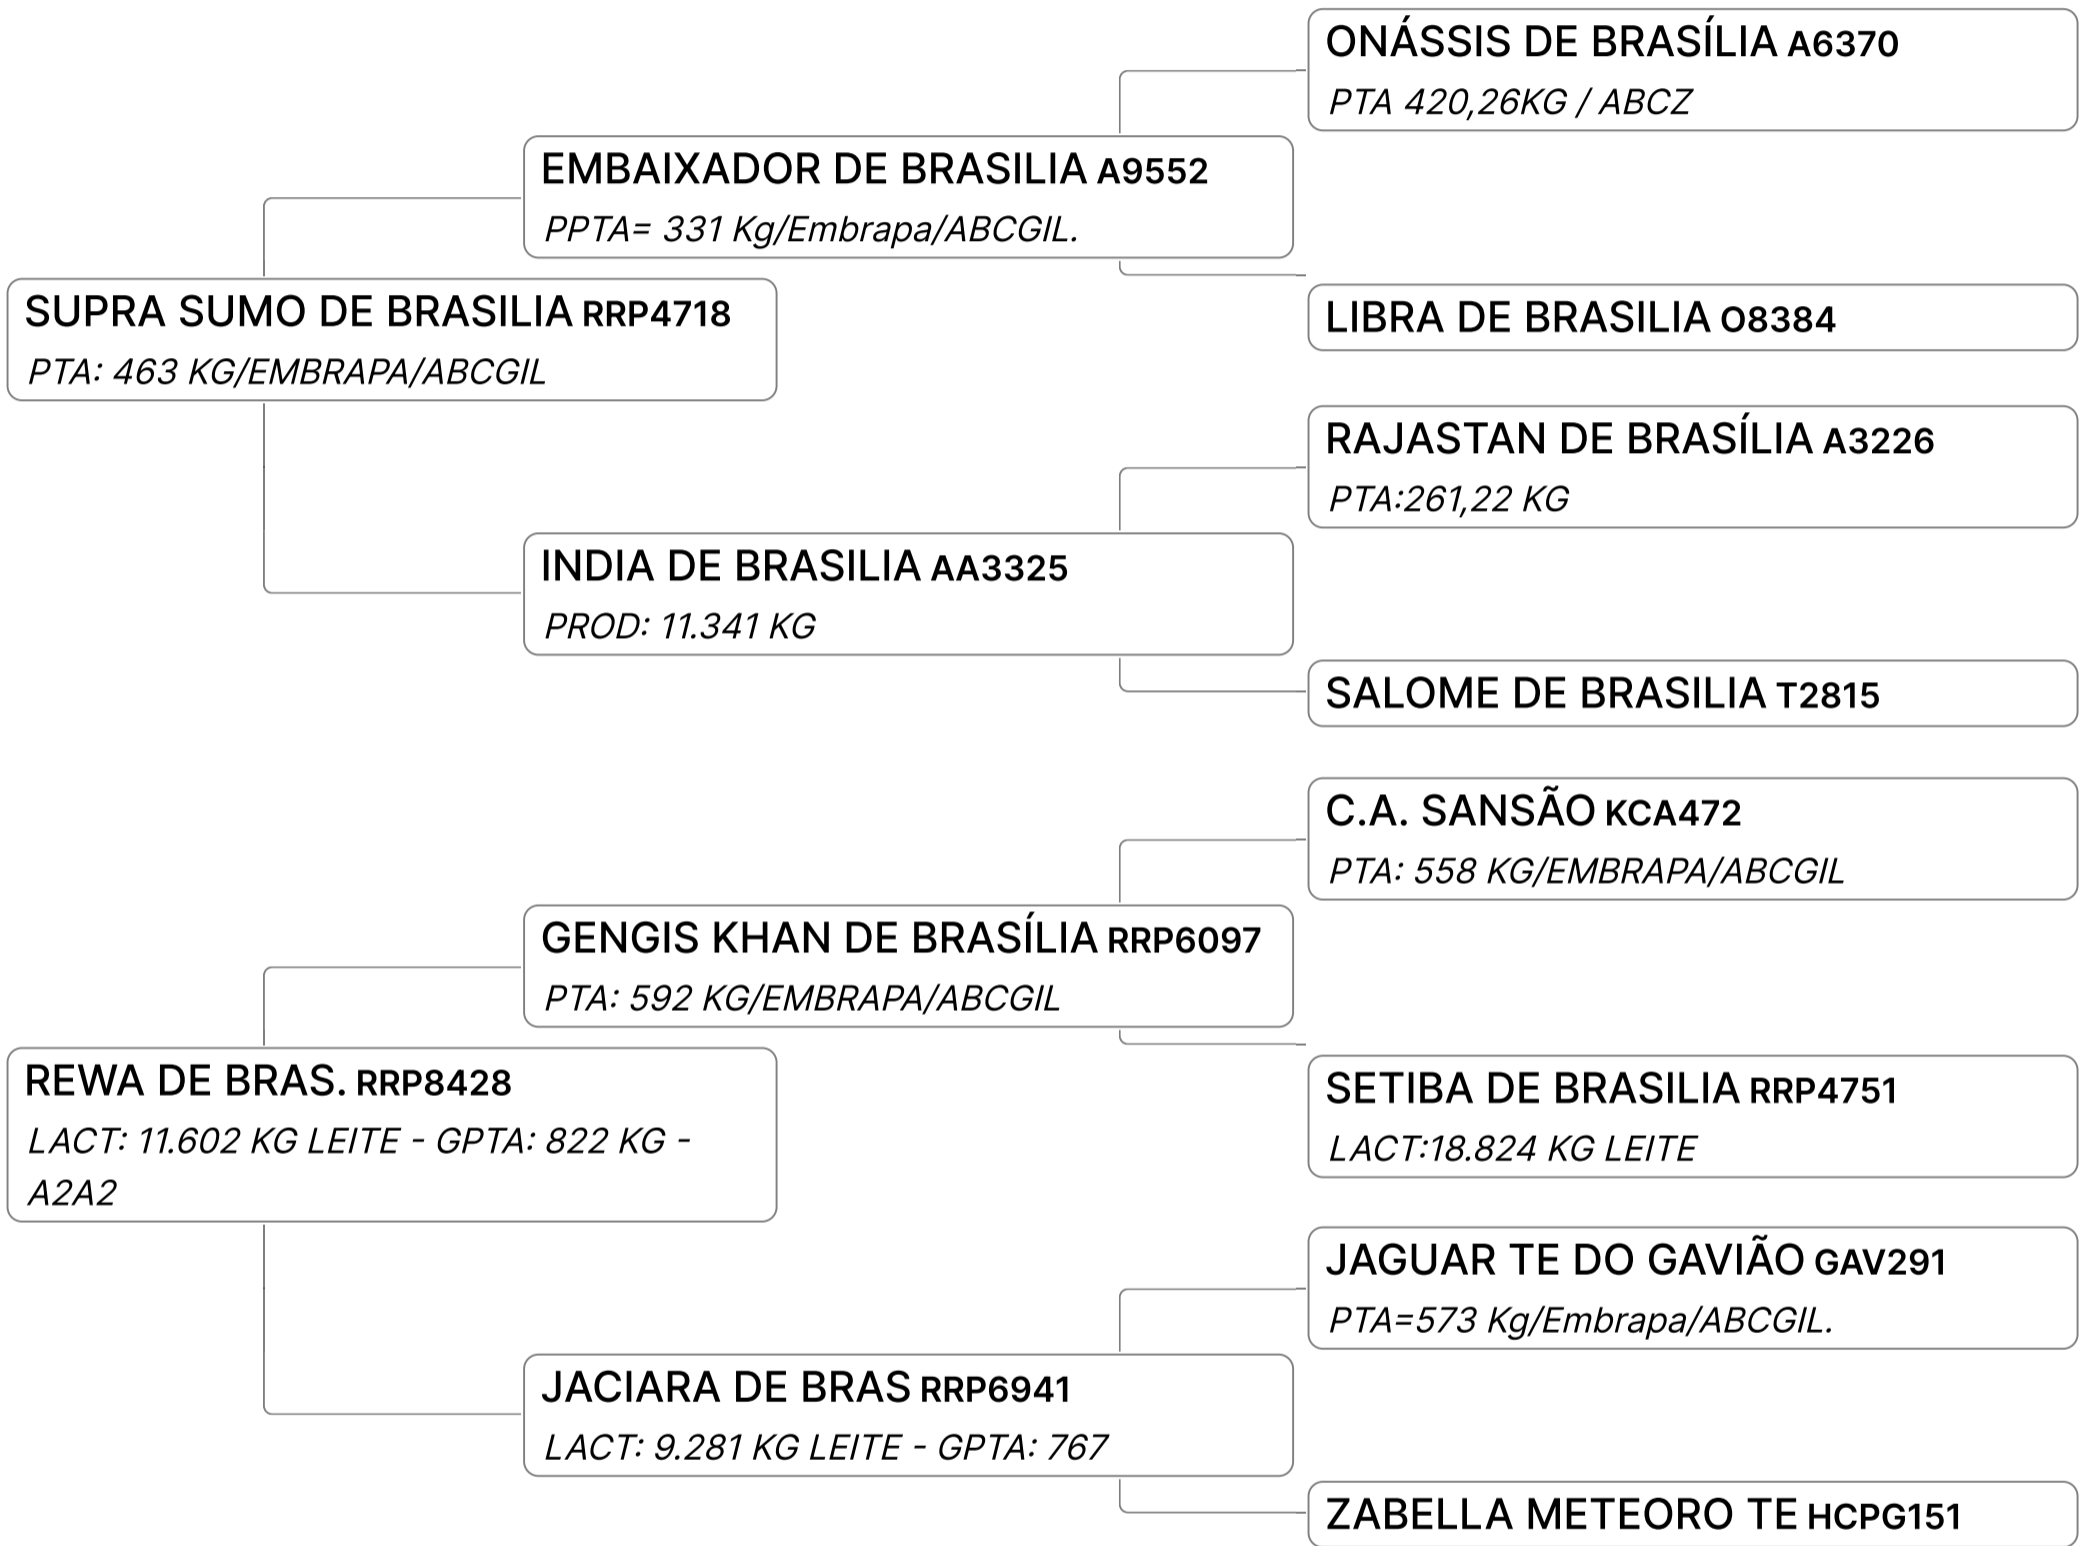 ONÁSSIS DE BRASÍLIA A6370
PTA 420,26KG / ABCZ
EMBAIXADOR DE BRASILIA A9552
PPTA= 331 Kg/Embrapa/ABCGIL.
LIBRA DE BRASILIA O8384
SUPRA SUMO DE BRASILIA RRP4718
PTA: 463 KG/EMBRAPA/ABCGIL
RAJASTAN DE BRASÍLIA A3226
PTA:261,22 KG
INDIA DE BRASILIA AA3325
PROD: 11.341 KG
SALOME DE BRASILIA T2815
C.A. SANSÃO KCA472
PTA: 558 KG/EMBRAPA/ABCGIL
GENGIS KHAN DE BRASÍLIA RRP6097
PTA: 592 KG/EMBRAPA/ABCGIL
SETIBA DE BRASILIA RRP4751
LACT:18.824 KG LEITE
REWA DE BRAS. RRP8428
LACT: 11.602 KG LEITE - GPTA: 822 KG -
A2A2
JAGUAR TE DO GAVIÃO GAV291
PTA=573 Kg/Embrapa/ABCGIL.
JACIARA DE BRAS RRP6941
LACT: 9.281 KG LEITE - GPTA: 767
ZABELLA METEORO TE HCPG151